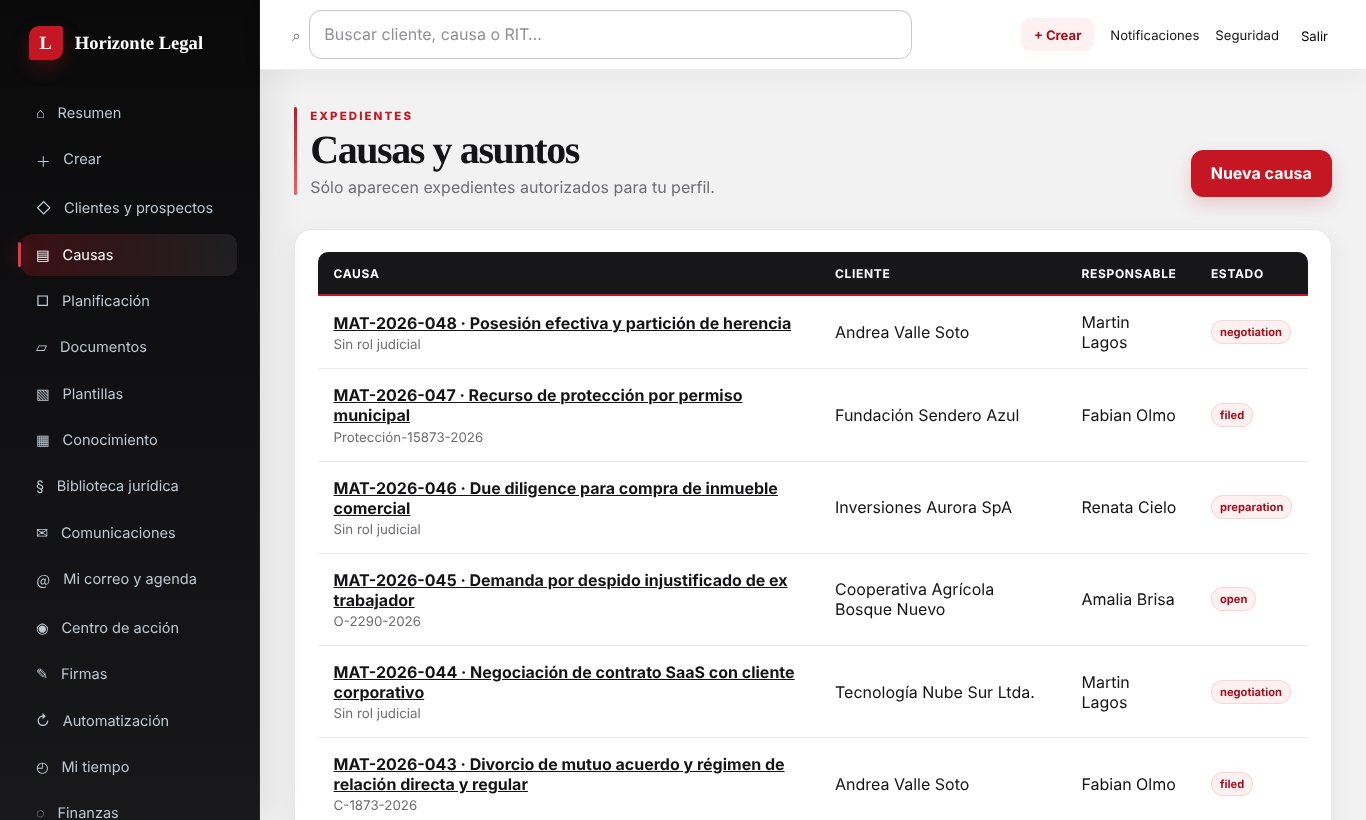 L Horizonte Legal
Buscar cliente, causa o RIT...
+ Crear
Notificaciones
Seguridad
Salir
Resumen
Crear
Clientes y prospectos
Causas
Planificación
Documentos
Plantillas
Conocimiento
§ Biblioteca jurídica
Comunicaciones
@ Mi correo y agenda
Centro de acción
Firmas
Automatización
Mi tiempo
Finanzas
EXPEDIENTES
Causas y asuntos
Sólo aparecen expedientes autorizados para tu perfil.
Nueva causa
CAUSA CLIENTE RESPONSABLE ESTADO
MAT-2026-048 · Posesión efectiva y partición de herencia
Sin rol judicial
Andrea Valle Soto
Martin
Lagos
negotiation
MAT-2026-047 · Recurso de protección por permiso
municipal
Protección-15873-2026
Fundación Sendero Azul
Fabian Olmo
filed
MAT-2026-046 · Due diligence para compra de inmueble
comercial
Sin rol judicial
Inversiones Aurora SpA
Renata Cielo
preparation
MAT-2026-045 · Demanda por despido injustificado de ex
trabajador
O-2290-2026
Cooperativa Agrícola
Bosque Nuevo
Amalia Brisa
open
MAT-2026-044 · Negociación de contrato SaaS con cliente
corporativo
Sin rol judicial
Tecnología Nube Sur Ltda.
Martin
Lagos
negotiation
MAT-2026-043 · Divorcio de mutuo acuerdo y régimen de
relación directa y regular
C-1873-2026
Andrea Valle Soto
Fabian Olmo
filed